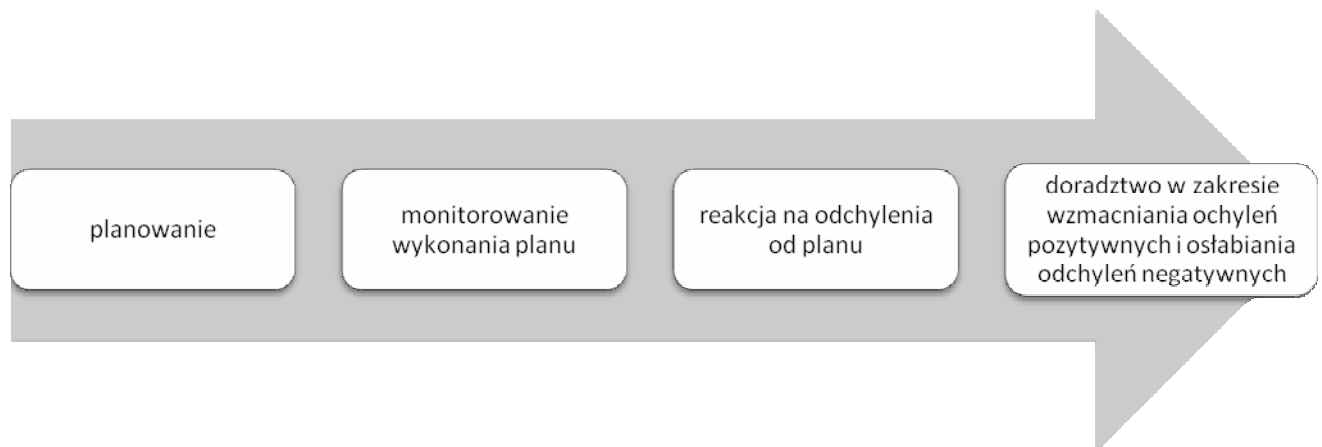 planowanie
monitorowanie
wykonania planu
reakcja na odchylenia
od planu
doradztwo w zakresie
wzmacniania ochyleń
pozytywnych i osłabiania
odchyleń negatywnych